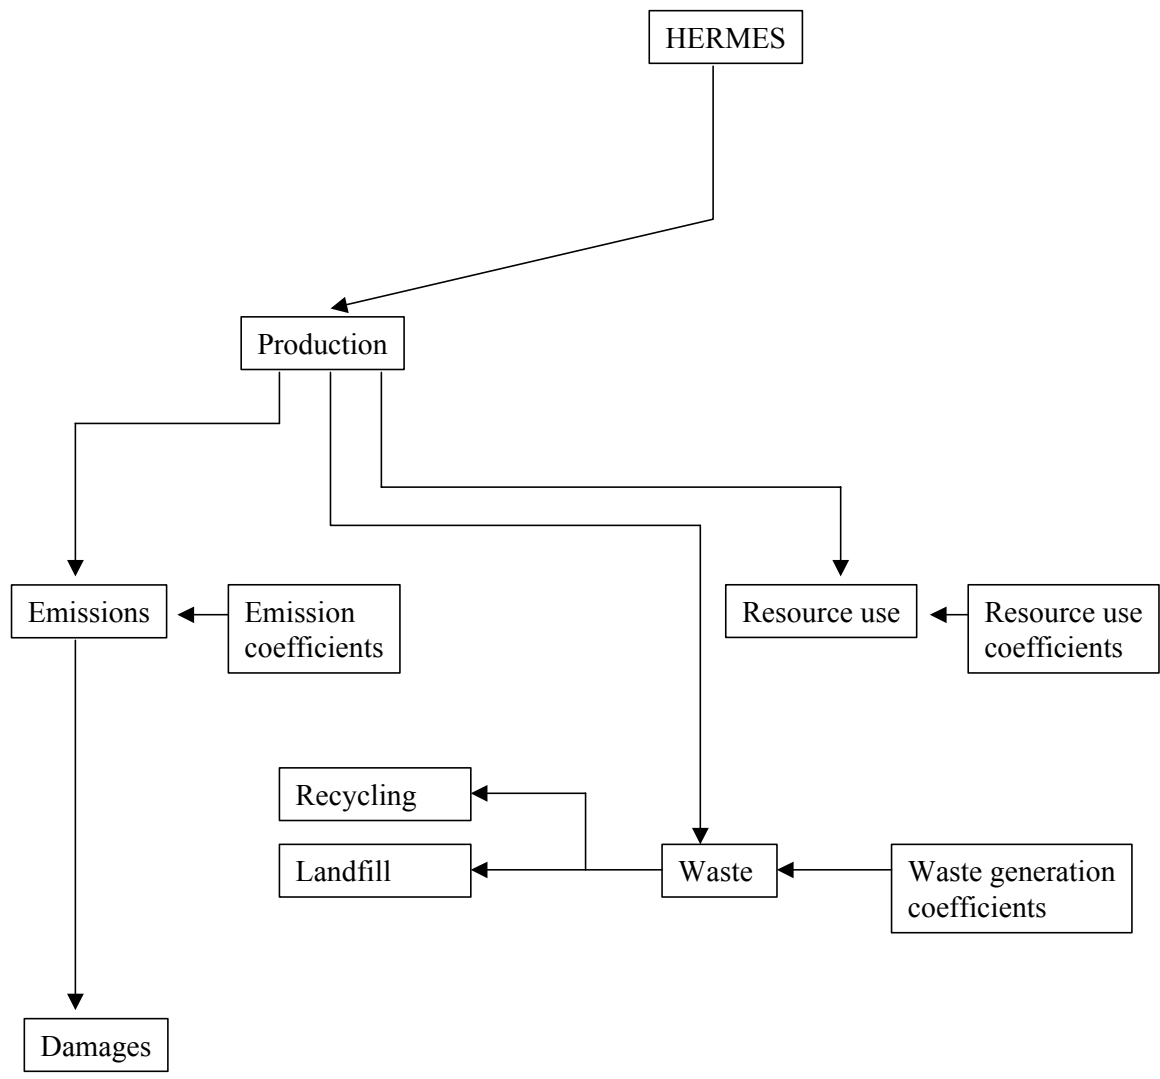 HERMES
Production
Emissions
Emission
coefficients
Resource use
Resource use
coefficients
Recycling
Landfill
Waste
Waste generation
coefficients
Damages